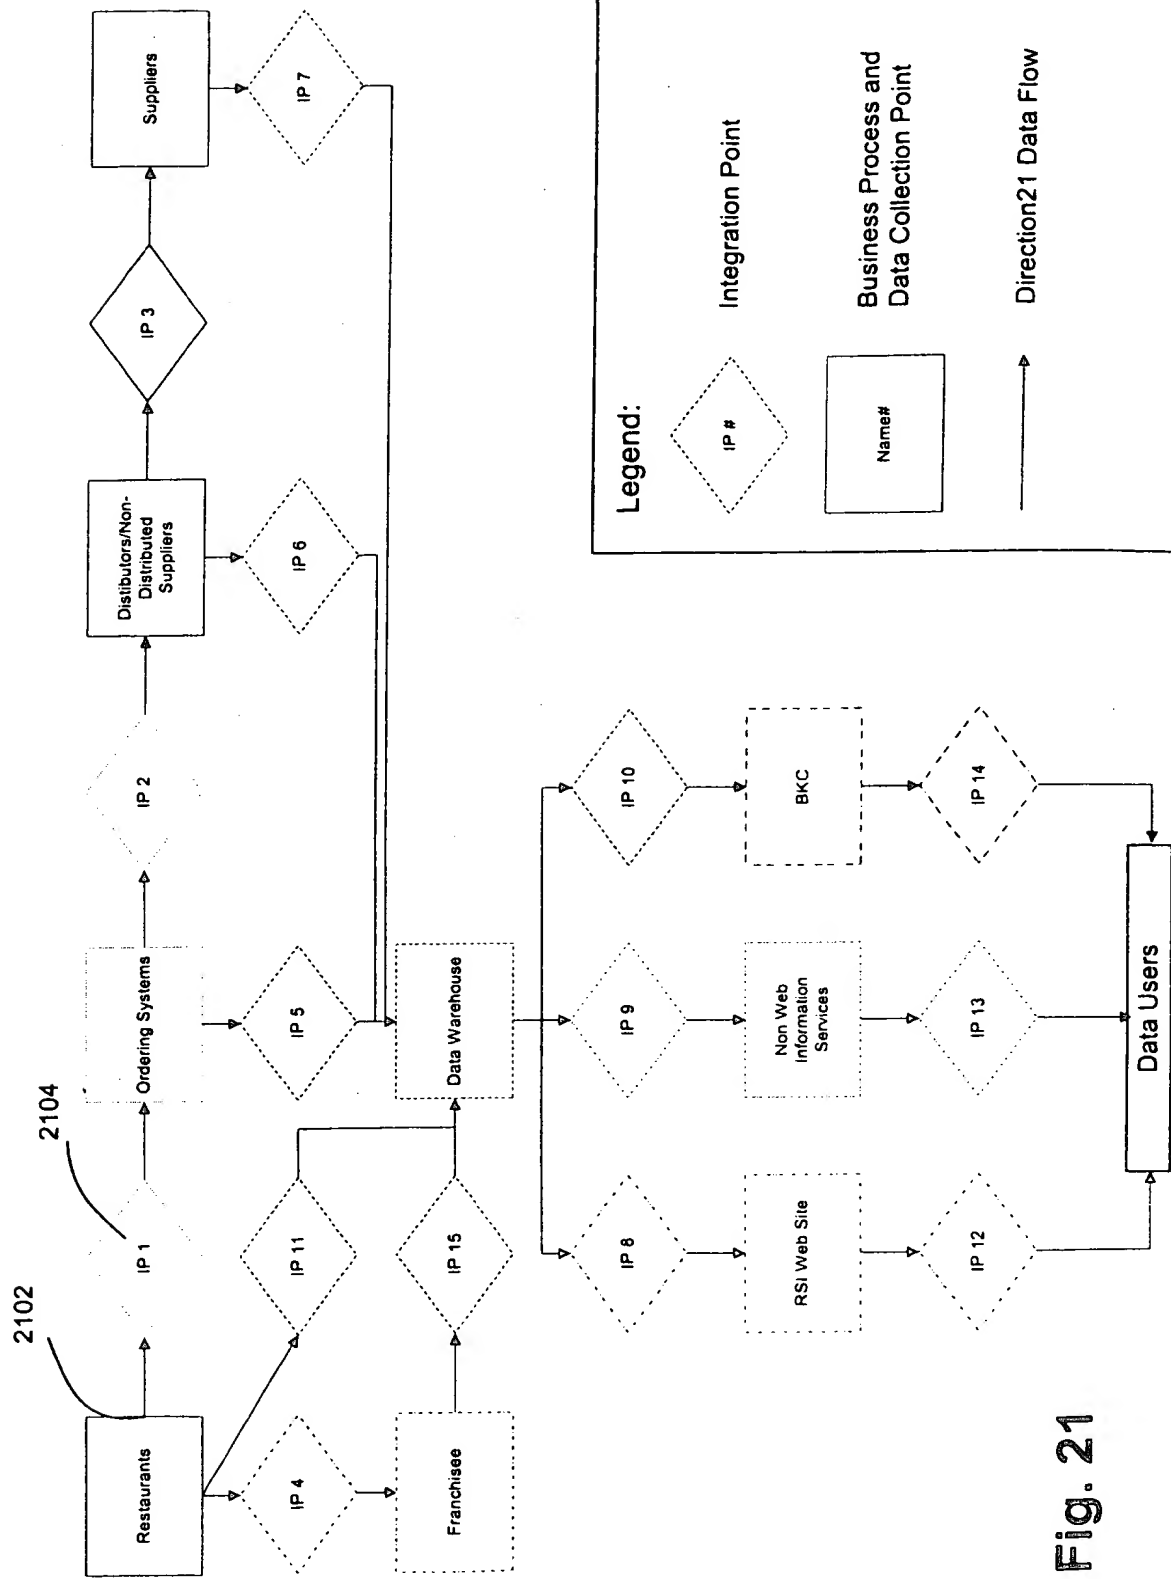 2102
2104
Restaurants
IP 1
Ordering Systems
IP 2
Distibutors/Non-
Distributed
Suppliers
IP 3
Suppliers
IP 4
IP 11
IP 5
IP 6
IP 7
Franchisee
IP 15
Data Warehouse
IP 8
IP 9
IP 10
RSI Web Site
Non Web
Information
Services
BKC
IP 12
IP 13
IP 14
Data Users
Legend:
IP #
Integration Point
Name#
Business Process and
Data Collection Point
Direction21 Data Flow
Fig. 21